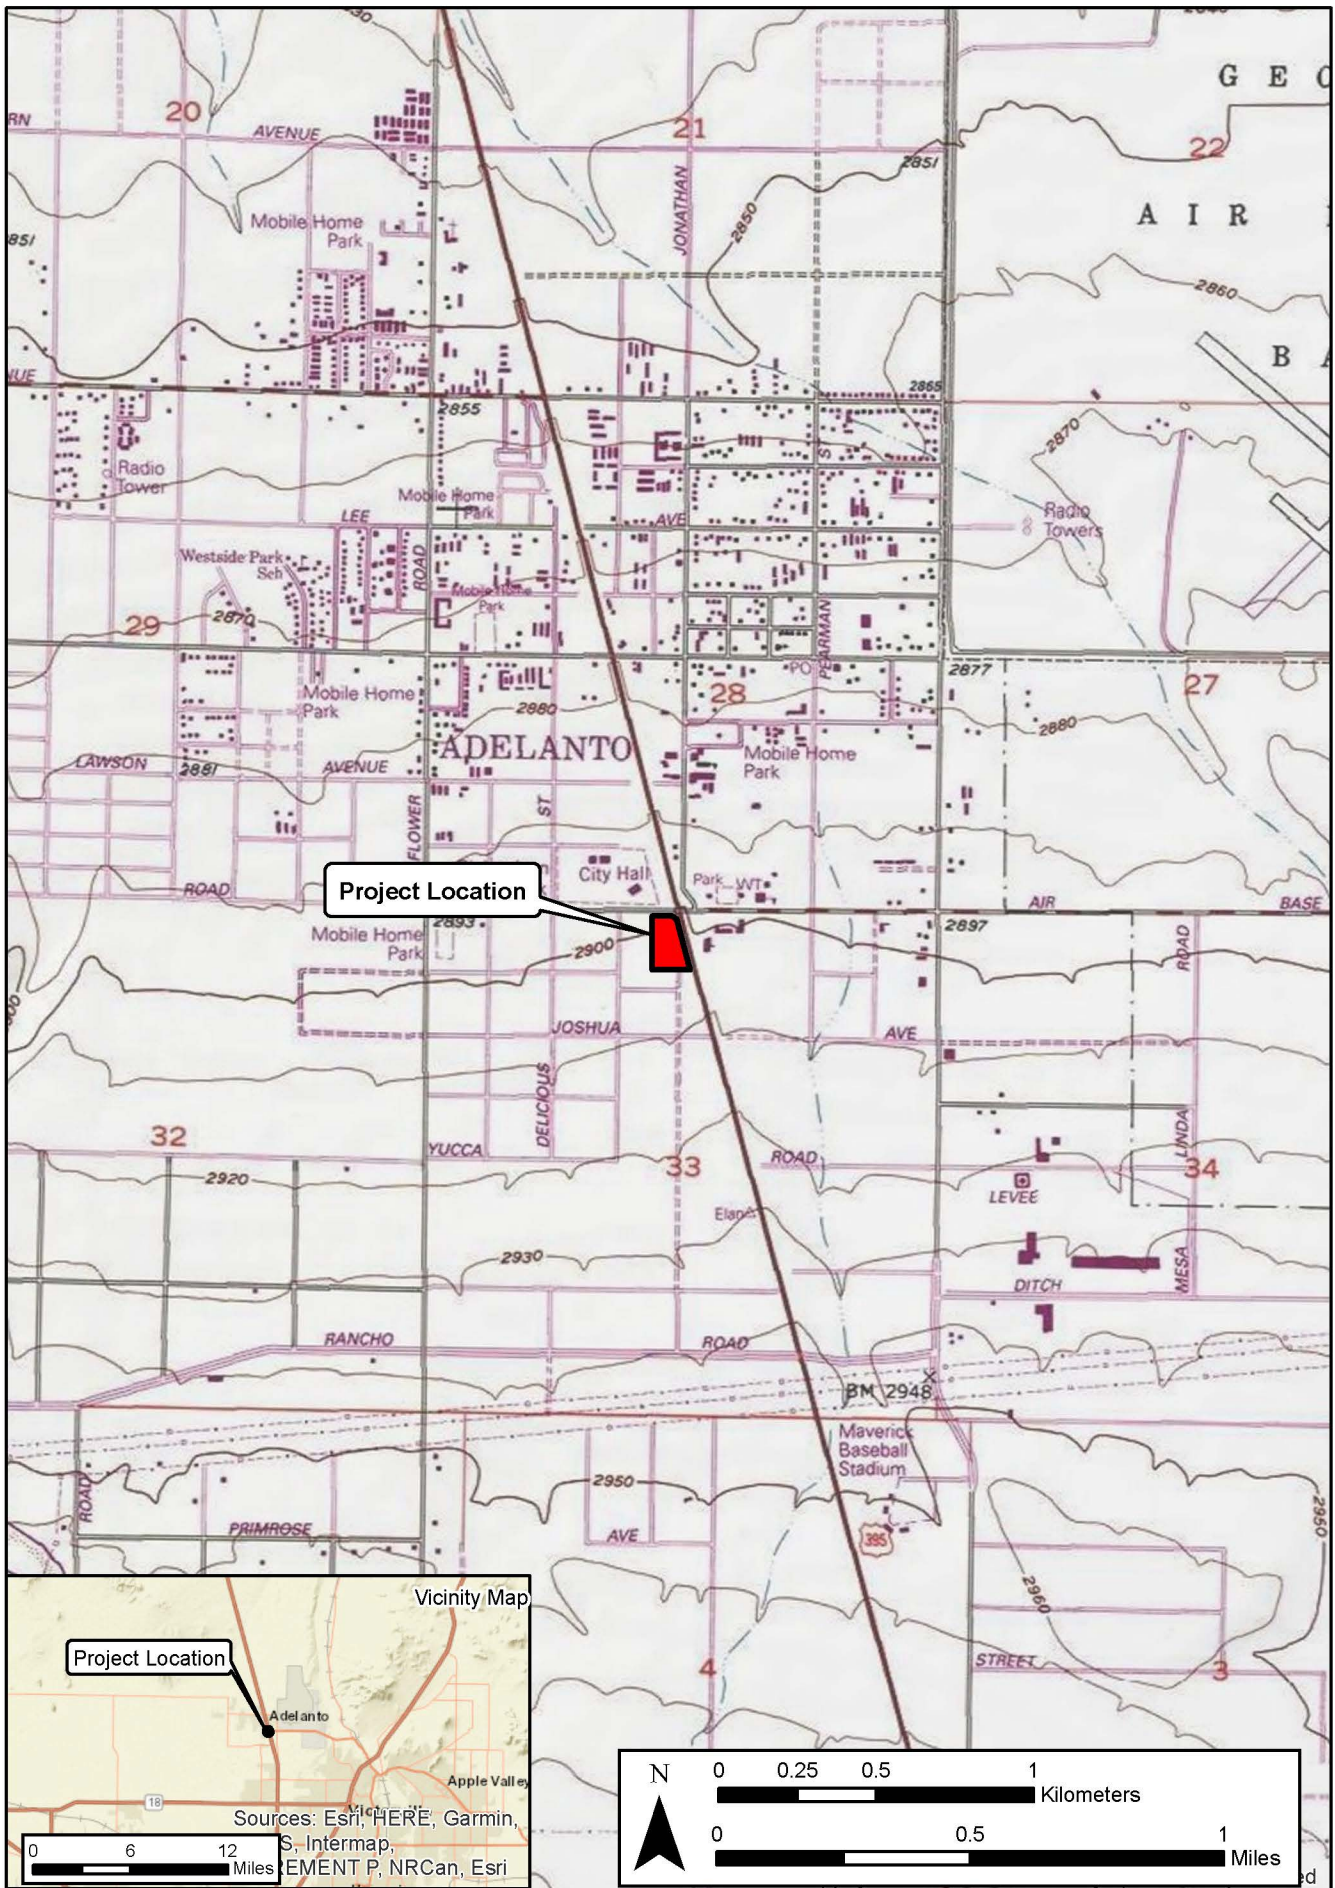 G E O
20
RN
AVENUE
21
22
2851
JONATHAN
A I R
Mobile Home
Park
2850
851
2860
B A
NUE
2865
2855
2870
Radio
Tower
S
Mobile Home
Park
LEE
AVE
Radio
Towers
Westside Park
Sch
ROAD
Mobile Home
Park
29
2870
PEARMAN
PO
2877
28
27
Mobile Home
Park
2880
2880
ADELANTO
Mobile Home
Park
LAWSON
2881
AVENUE
FLOWER
ST
City Hall
Park
WT
ROAD
Project Location
AIR
BASE
2893
2897
Mobile Home
Park
2900
ROAD
JOSHUA
AVE
DELICIOUS
32
YUCCA
33
ROAD
LINDA
34
2920
LEVEE
Elan
2930
MESA
DITCH
RANCHO
ROAD
BM 2948
Maverick
Baseball
Stadium
2950
ROAD
PRIMROSE
AVE
395
2950
2960
Vicinity Map
Project Location
Adelanto
4
STREET
3
Apple Valley
18
Sources: Esri, HERE, Garmin,
S, Intermap,
REMENT P, NRCan, Esri
0 6 12
Miles
N
0 0.25 0.5 1
Kilometers
0 0.5 1
Miles
ed